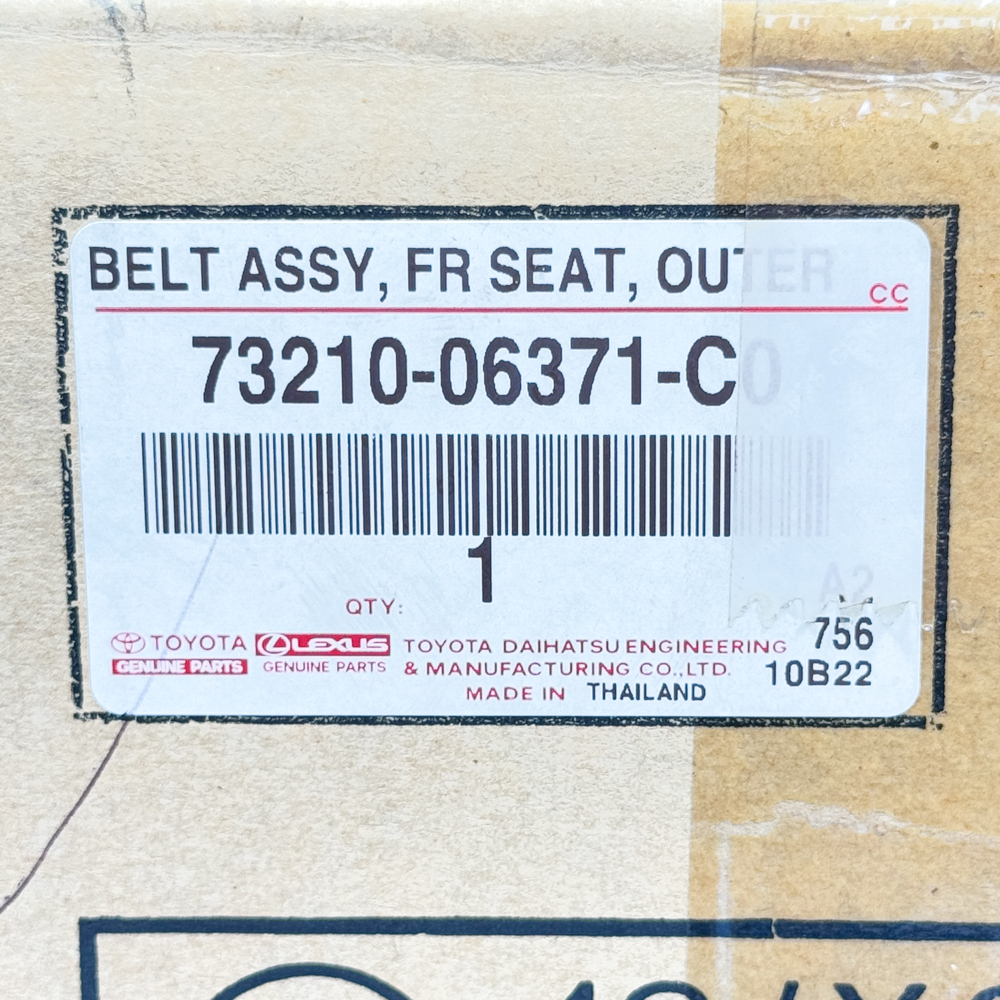 BELT ASSY, FR SEAT, OUTER
CC
73210-06371-C0
1
A2
QTY:
756
TOYOTA LEXUS TOYOTA DAIHATSU ENGINEERING
GENUINE PARTS GENUINE PARTS & MANUFACTURING CO.,LTD. 10B22
MADE IN THAILAND